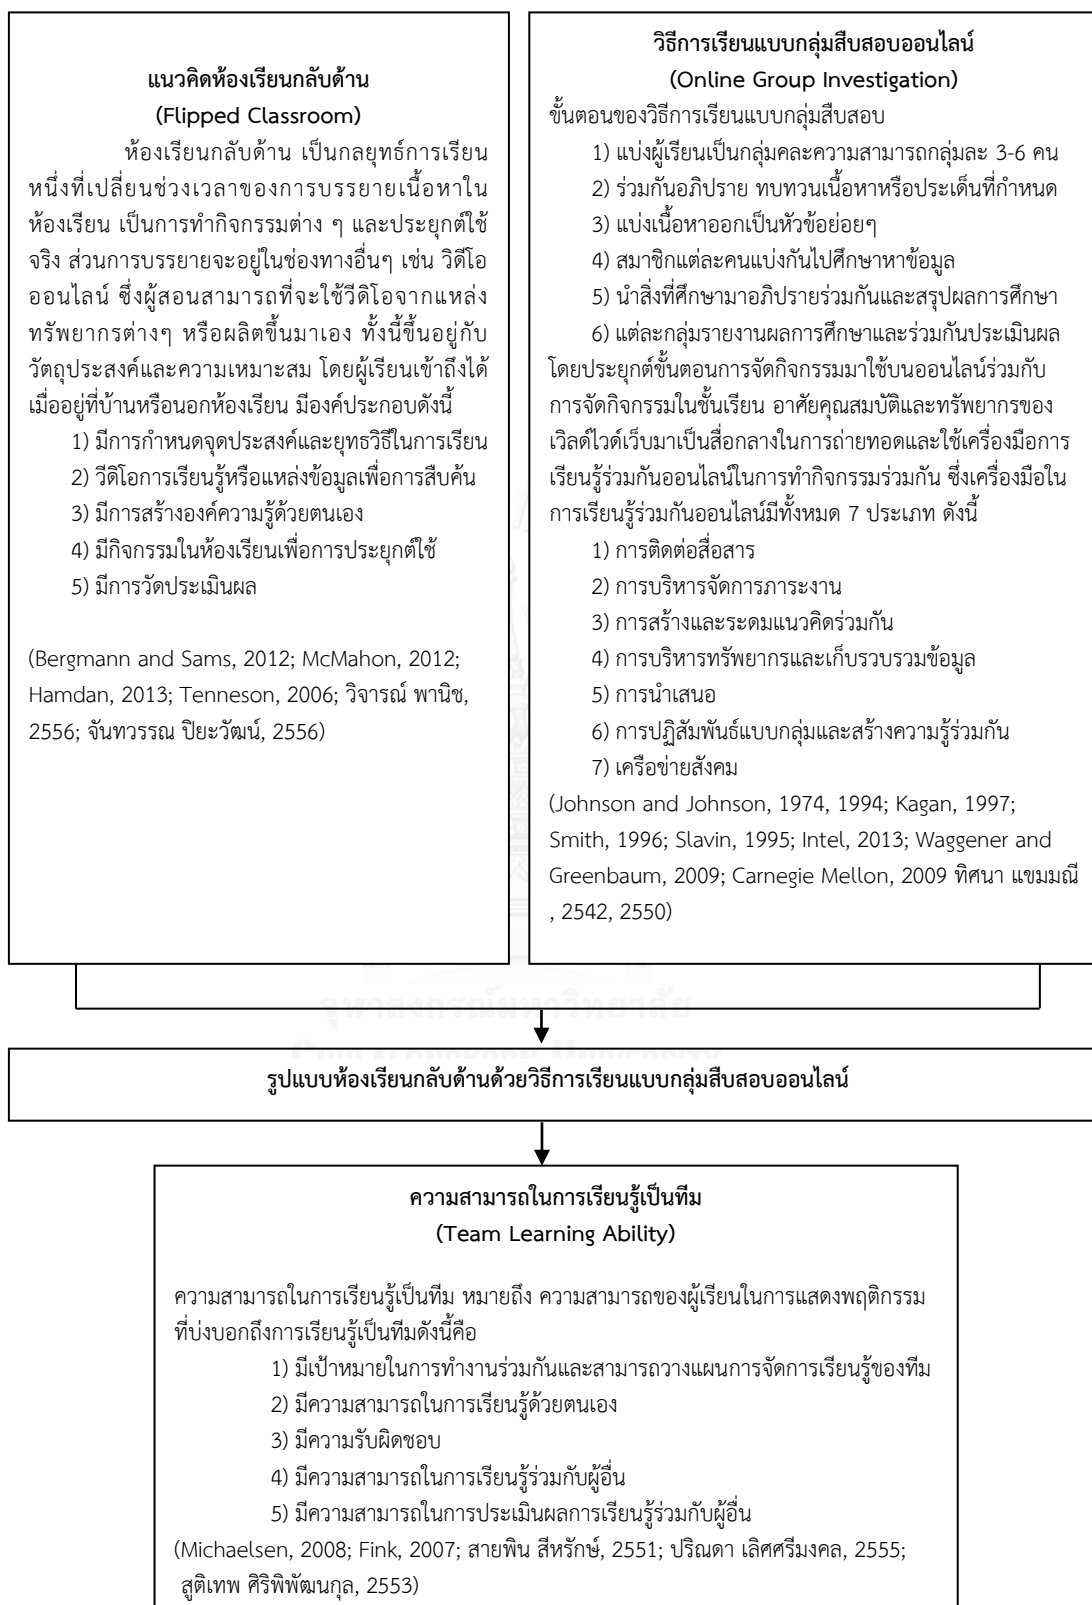 แนวคิดห้องเรียนกลับด้าน
(Flipped Classroom)
ห้องเรียนกลับด้าน เป็นกลยุทธ์การเรียน
หนึ่งที่เปลี่ยนช่วงเวลาของการบรรยายเนื้อหาใน
ห้องเรียน เป็นการทำกิจกรรมต่าง ๆ และประยุกต์ใช้
จริง ส่วนการบรรยายจะอยู่ในช่องทางอื่นๆ เช่น วิดีโอ
ออนไลน์ ซึ่งผู้สอนสามารถที่จะใช้วีดิโอจากแหล่ง
ทรัพยากรต่างๆ หรือผลิตขึ้นมาเอง ทั้งนี้ขึ้นอยู่กับ
วัตถุประสงค์และความเหมาะสม โดยผู้เรียนเข้าถึงได้
เมื่ออยู่ที่บ้านหรือนอกห้องเรียน มีองค์ประกอบดังนี้
1) มีการกำหนดจุดประสงค์และยุทธวิธีในการเรียน
2) วีดิโอการเรียนรู้หรือแหล่งข้อมูลเพื่อการสืบค้น
3) มีการสร้างองค์ความรู้ด้วยตนเอง
4) มีกิจกรรมในห้องเรียนเพื่อการประยุกต์ใช้
5) มีการวัดประเมินผล
(Bergmann and Sams, 2012; McMahon, 2012;
Hamdan, 2013; Tenneson, 2006; วิจารณ์ พานิช,
2556; จันทวรรณ ปิยะวัฒน์, 2556)
วิธีการเรียนแบบกลุ่มสืบสอบออนไลน์
(Online Group Investigation)
ขั้นตอนของวิธีการเรียนแบบกลุ่มสืบสอบ
1) แบ่งผู้เรียนเป็นกลุ่มคละความสามารถกลุ่มละ 3-6 คน
2) ร่วมกันอภิปราย ทบทวนเนื้อหาหรือประเด็นที่กำหนด
3) แบ่งเนื้อหาออกเป็นหัวข้อย่อยๆ
4) สมาชิกแต่ละคนแบ่งกันไปศึกษาหาข้อมูล
5) นำสิ่งที่ศึกษามาอภิปรายร่วมกันและสรุปผลการศึกษา
6) แต่ละกลุ่มรายงานผลการศึกษาและร่วมกันประเมินผล
โดยประยุกต์ขั้นตอนการจัดกิจกรรมมาใช้บนออนไลน์ร่วมกับ
การจัดกิจกรรมในชั้นเรียน อาศัยคุณสมบัติและทรัพยากรของ
เวิลด์ไวด์เว็บมาเป็นสื่อกลางในการถ่ายทอดและใช้เครื่องมือการ
เรียนรู้ร่วมกันออนไลน์ในการทำกิจกรรมร่วมกัน ซึ่งเครื่องมือใน
การเรียนรู้ร่วมกันออนไลน์มีทั้งหมด 7 ประเภท ดังนี้
1) การติดต่อสื่อสาร
2) การบริหารจัดการภาระงาน
3) การสร้างและระดมแนวคิดร่วมกัน
4) การบริหารทรัพยากรและเก็บรวบรวมข้อมูล
5) การนำเสนอ
6) การปฏิสัมพันธ์แบบกลุ่มและสร้างความรู้ร่วมกัน
7) เครือข่ายสังคม
(Johnson and Johnson, 1974, 1994; Kagan, 1997;
Smith, 1996; Slavin, 1995; Intel, 2013; Waggener and
Greenbaum, 2009; Carnegie Mellon, 2009 ทิศนา แขมมณี
, 2542, 2550)
จุฬาลงกรณ์มหาวิทยาลัย
CHULALONGKORN UNIVERSITY
รูปแบบห้องเรียนกลับด้านด้วยวิธีการเรียนแบบกลุ่มสืบสอบออนไลน์
ความสามารถในการเรียนรู้เป็นทีม
(Team Learning Ability)
ความสามารถในการเรียนรู้เป็นทีม หมายถึง ความสามารถของผู้เรียนในการแสดงพฤติกรรม
ที่บ่งบอกถึงการเรียนรู้เป็นทีมดังนี้คือ
1) มีเป้าหมายในการทำงานร่วมกันและสามารถวางแผนการจัดการเรียนรู้ของทีม
2) มีความสามารถในการเรียนรู้ด้วยตนเอง
3) มีความรับผิดชอบ
4) มีความสามารถในการเรียนรู้ร่วมกับผู้อื่น
5) มีความสามารถในการประเมินผลการเรียนรู้ร่วมกับผู้อื่น
(Michaelsen, 2008; Fink, 2007; สายพิน สีหรักษ์, 2551; ปริณดา เลิศศรีมงคล, 2555;
สูติเทพ ศิริพิพัฒนกุล, 2553)